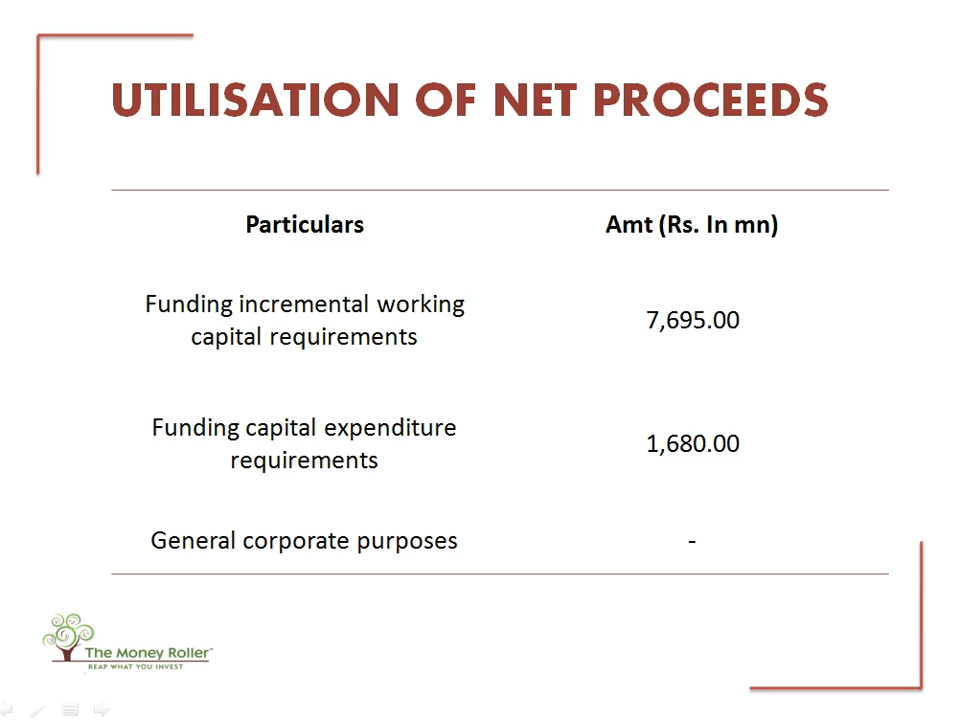 UTILISATION OF NET PROCEEDS
Particulars Amt (Rs. In mn)
Funding incremental working
capital requirements
7,695.00
Funding capital expenditure
requirements
1,680.00
General corporate purposes -
The Money Roller
REAP WHAT YOU INVEST